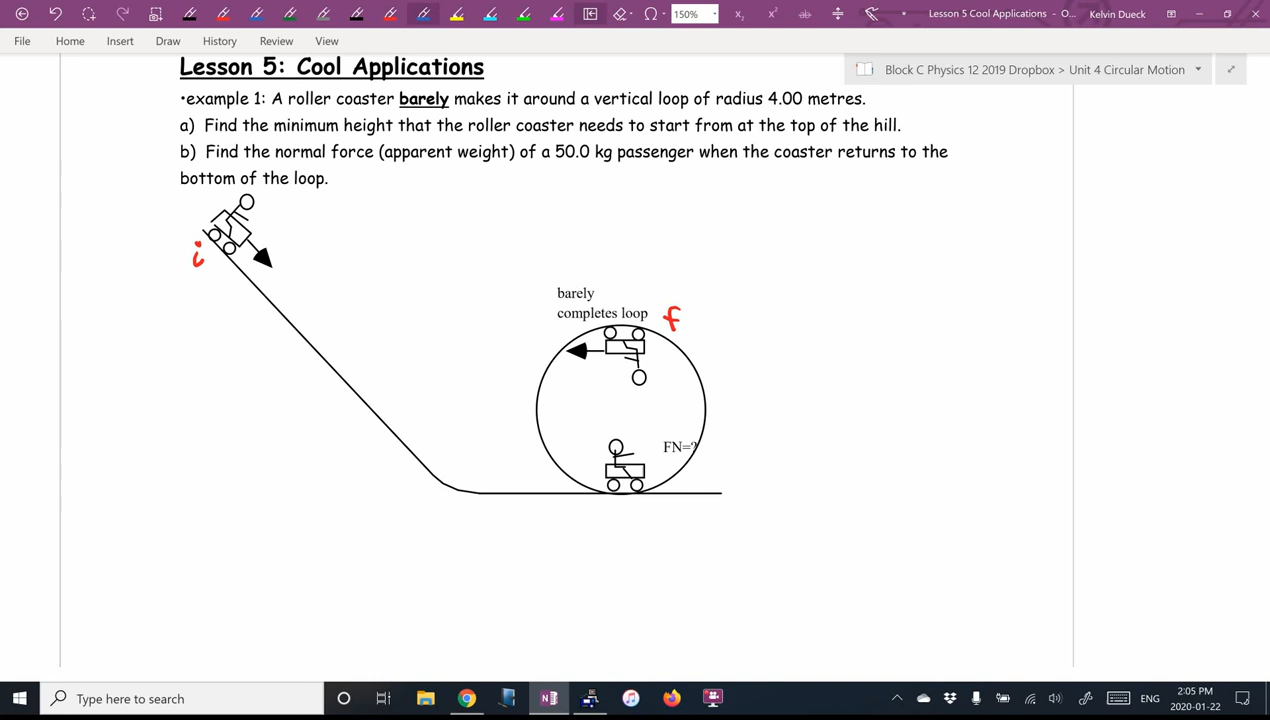 150%
x₂
x²
Lesson 5 Cool Applications - O...
Kelvin Dueck
File
Home
Insert
Draw
History
Review
View
Block C Physics 12 2019 Dropbox > Unit 4 Circular Motion
Lesson 5: Cool Applications
•example 1: A roller coaster barely makes it around a vertical loop of radius 4.00 metres.
a) Find the minimum height that the roller coaster needs to start from at the top of the hill.
b) Find the normal force (apparent weight) of a 50.0 kg passenger when the coaster returns to the
bottom of the loop.
i
barely
completes loop
f
FN=?
Type here to search
ENG
2:05 PM
2020-01-22